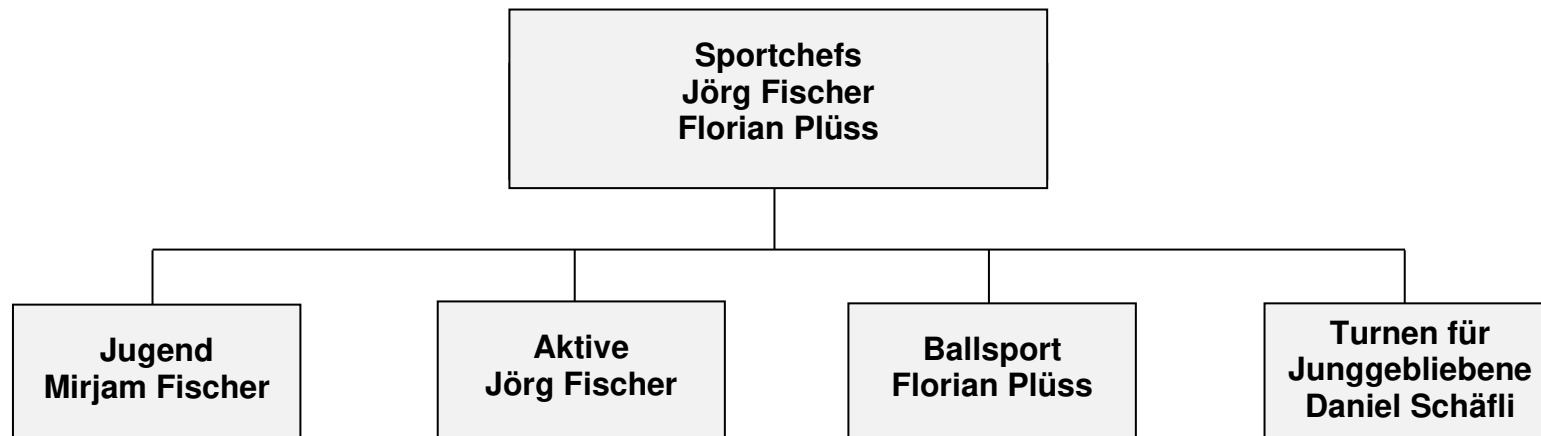 Sportchefs
Jörg Fischer
Florian Plüss
Jugend
Mirjam Fischer
Aktive
Jörg Fischer
Ballsport
Florian Plüss
Turnen für
Junggebliebene
Daniel Schäfli